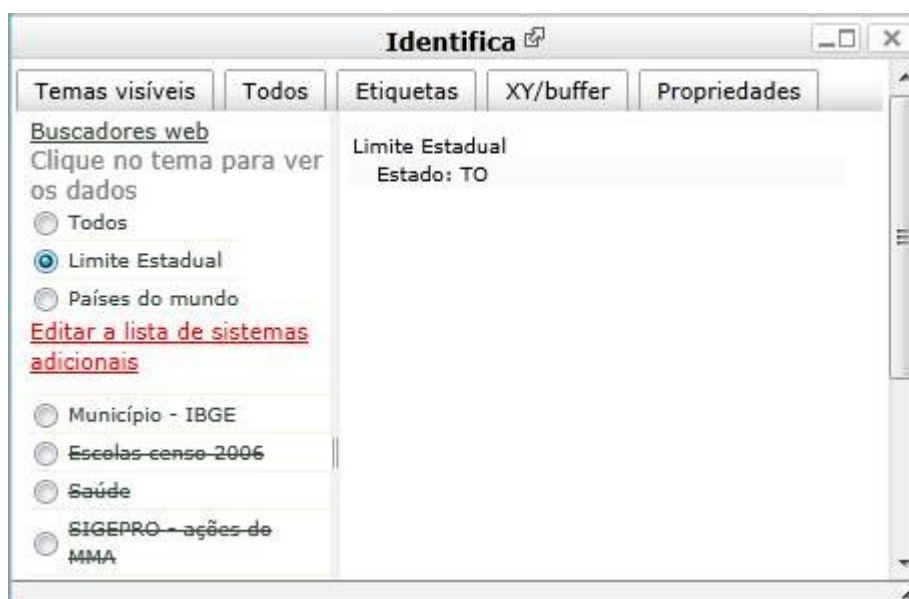 Identifica
Temas visíveis
Todos
Etiquetas
XY/buffer
Propriedades
Buscadores web
Clique no tema para ver
os dados
Todos
Limite Estadual
Países do mundo
Editar a lista de sistemas
adicionais
Município - IBGE
Escolas censo 2006
Saúde
SIGEPRO - ações do
MMA
Limite Estadual
Estado: TO